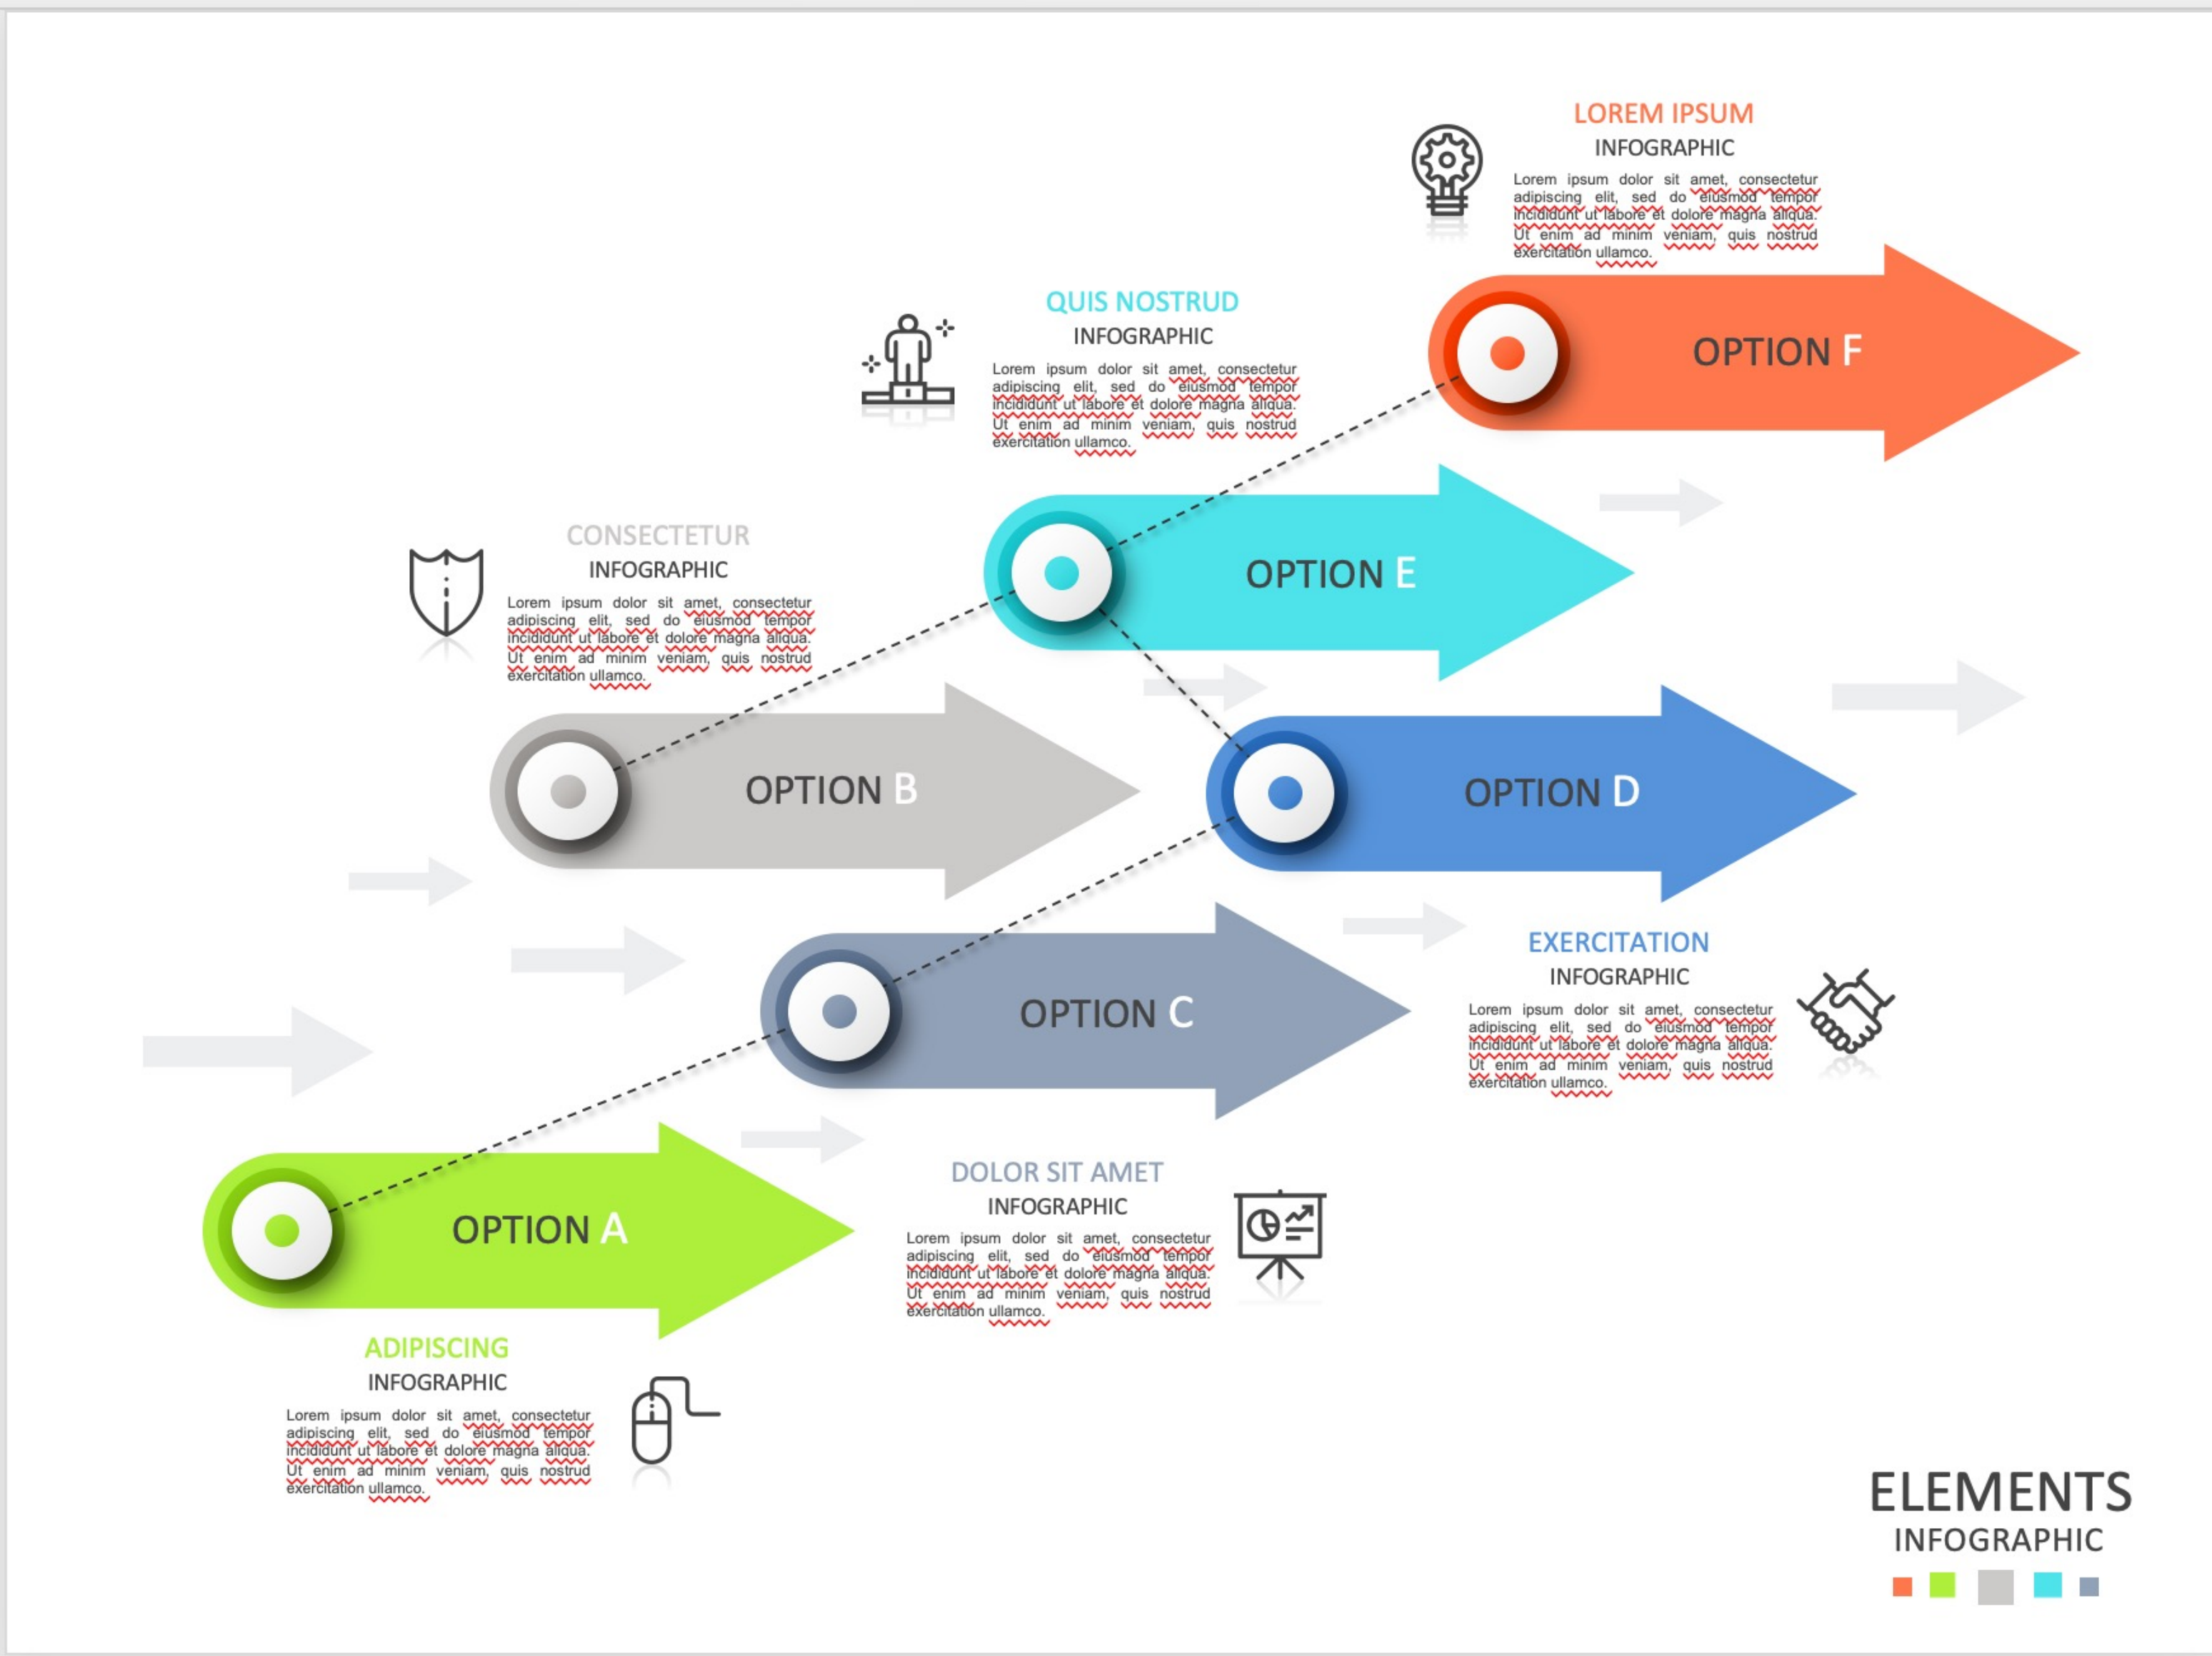 LOREM IPSUM
INFOGRAPHIC
Lorem ipsum dolor sit amet, consectetur
adipiscing elit, sed do eiusmod tempor
incididunt ut labore et dolore magna aliqua.
Ut enim ad minim veniam, quis nostrud
exercitation ullamco.
OPTION F
QUIS NOSTRUD
INFOGRAPHIC
Lorem ipsum dolor sit amet, consectetur
adipiscing elit, sed do eiusmod tempor
incididunt ut labore et dolore magna aliqua.
Ut enim ad minim veniam, quis nostrud
exercitation ullamco.
OPTION E
CONSECTETUR
INFOGRAPHIC
Lorem ipsum dolor sit amet, consectetur
adipiscing elit, sed do eiusmod tempor
incididunt ut labore et dolore magna aliqua.
Ut enim ad minim veniam, quis nostrud
exercitation ullamco.
OPTION B
OPTION D
EXERCITATION
INFOGRAPHIC
Lorem ipsum dolor sit amet, consectetur
adipiscing elit, sed do eiusmod tempor
incididunt ut labore et dolore magna aliqua.
Ut enim ad minim veniam, quis nostrud
exercitation ullamco.
OPTION C
DOLOR SIT AMET
INFOGRAPHIC
Lorem ipsum dolor sit amet, consectetur
adipiscing elit, sed do eiusmod tempor
incididunt ut labore et dolore magna aliqua.
Ut enim ad minim veniam, quis nostrud
exercitation ullamco.
OPTION A
ADIPISCING
INFOGRAPHIC
Lorem ipsum dolor sit amet, consectetur
adipiscing elit, sed do eiusmod tempor
incididunt ut labore et dolore magna aliqua.
Ut enim ad minim veniam, quis nostrud
exercitation ullamco.
ELEMENTS
INFOGRAPHIC